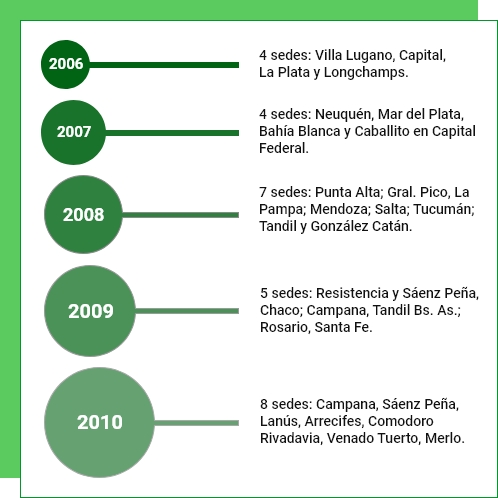 2006
4 sedes: Villa Lugano, Capital,
La Plata y Longchamps.
2007
4 sedes: Neuquén, Mar del Plata,
Bahía Blanca y Caballito en Capital
Federal.
2008
7 sedes: Punta Alta; Gral. Pico, La
Pampa; Mendoza; Salta; Tucumán;
Tandil y González Catán.
2009
5 sedes: Resistencia y Sáenz Peña,
Chaco; Campana, Tandil Bs. As.;
Rosario, Santa Fe.
2010
8 sedes: Campana, Sáenz Peña,
Lanús, Arrecifes, Comodoro
Rivadavia, Venado Tuerto, Merlo.